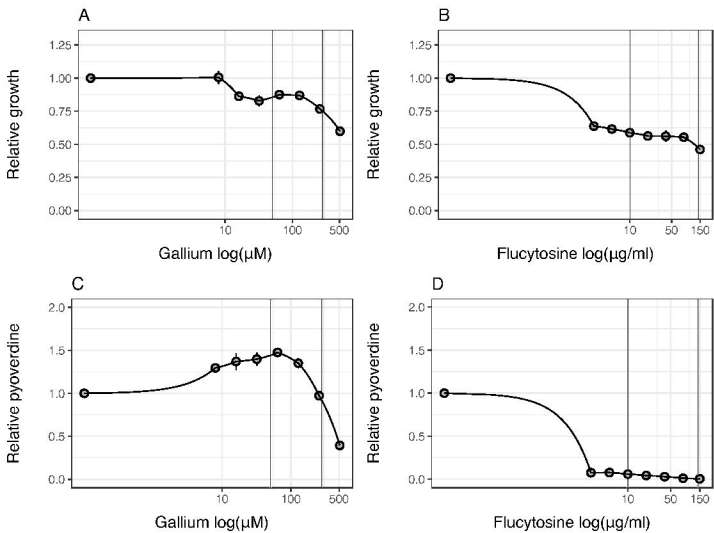 A
Relative growth
1.25
1.00
0.75
0.50
0.25
0.00
10
100
500
Gallium log(µM)
B
Relative growth
1.25
1.00
0.75
0.50
0.25
0.00
10
50
150
Flucytosine log(µg/ml)
C
Relative pyoverdine
2.0
1.5
1.0
0.5
0.0
10
100
500
Gallium log(µM)
D
Relative pyoverdine
2.0
1.5
1.0
0.5
0.0
10
50
150
Flucytosine log(µg/ml)